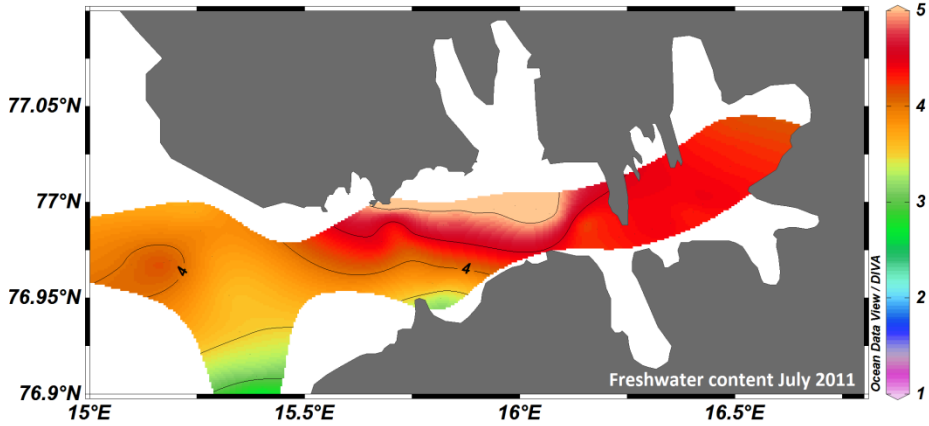 5
77.05°N
4
77°N
3
4
4
76.95°N
2
Ocean Data View / DIVA
Freshwater content July 2011
76.9°N
1
15°E
15.5°E
16°E
16.5°E